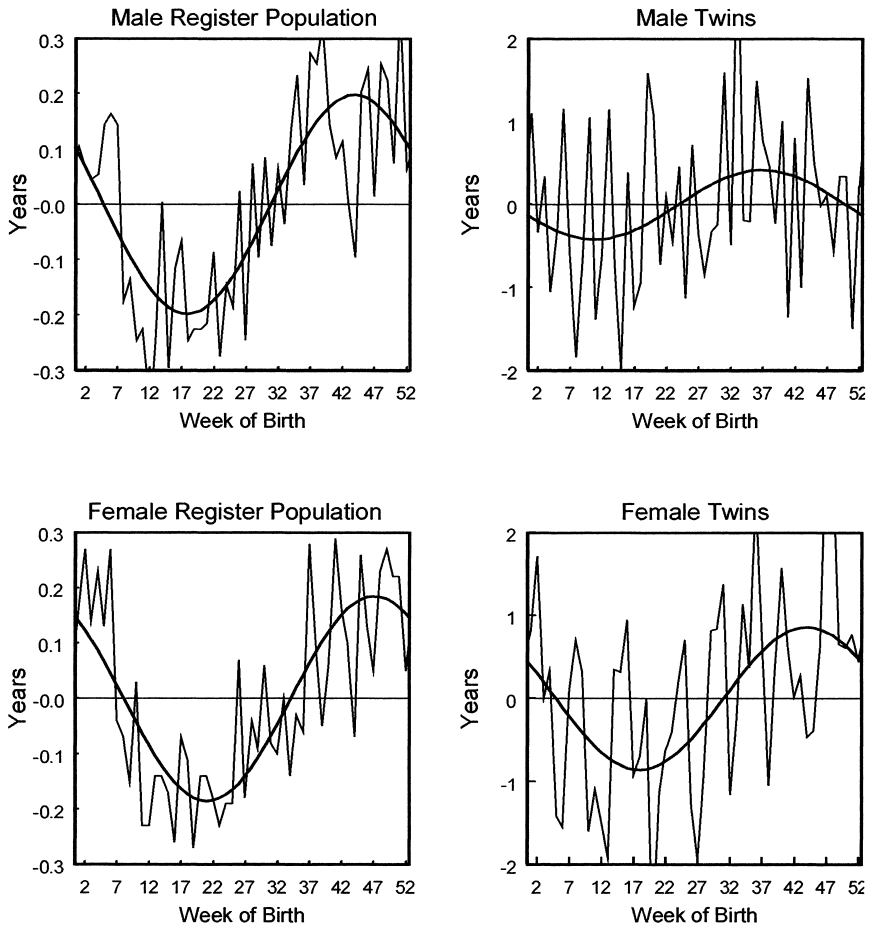 Male Register Population
0.3
0.2
0.1
-0.0
-0.1
-0.2
-0.3
Years
2 7 12 17 22 27 32 37 42 47 52
Week of Birth
Male Twins
2
1
0
-1
-2
Years
2 7 12 17 22 27 32 37 42 47 52
Week of Birth
Female Register Population
0.3
0.2
0.1
-0.0
-0.1
-0.2
-0.3
Years
2 7 12 17 22 27 32 37 42 47 52
Week of Birth
Female Twins
2
1
0
-1
-2
Years
2 7 12 17 22 27 32 37 42 47 52
Week of Birth